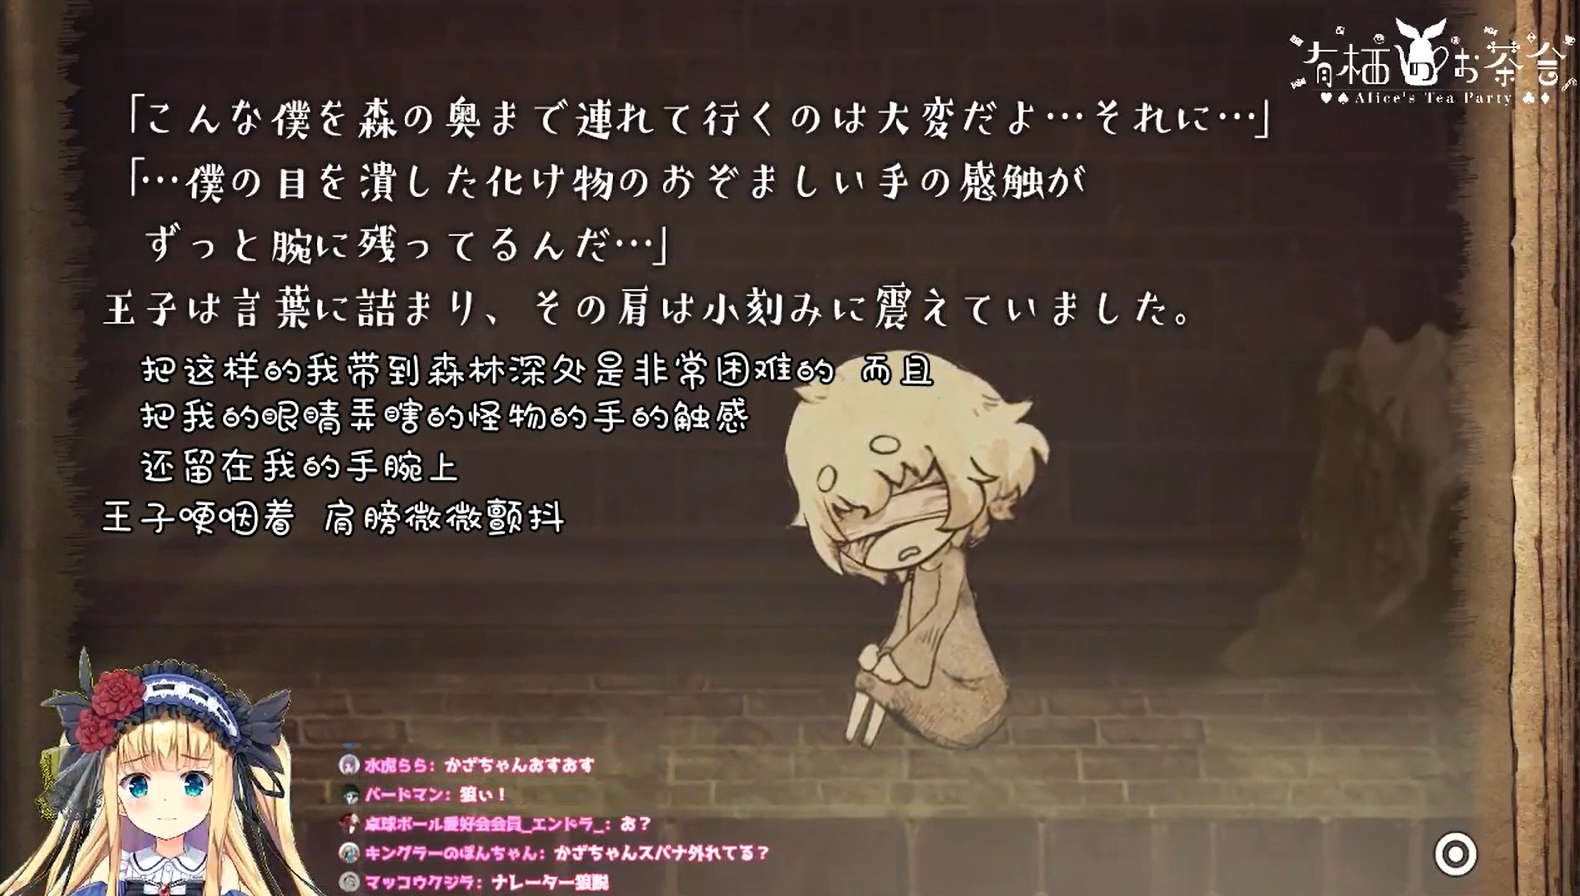 有栖のお茶会
Alice's Tea Party
「こんな僕を森の奥まで連れて行くのは大変だよ…それに…」
「…僕の目を潰した化け物のおぞましい手の感触が
ずっと腕に残ってるんだ…」
王子は言葉に詰まり、その肩は小刻みに震えていました。
把这样的我带到森林深处是非常困难的 而且
把我的眼睛弄瞎的怪物的手的触感
还留在我的手腕上
王子哽咽着 肩膀微微颤抖
水虎らら: かざちゃんおすおす
バードマン: 狼ぃ!
卓球ボール愛好会会員_エンドラ_: お?
キングラーのぽんちゃん: かざちゃんスパナ外れてる?
マッコウクジラ: ナレーター狼説